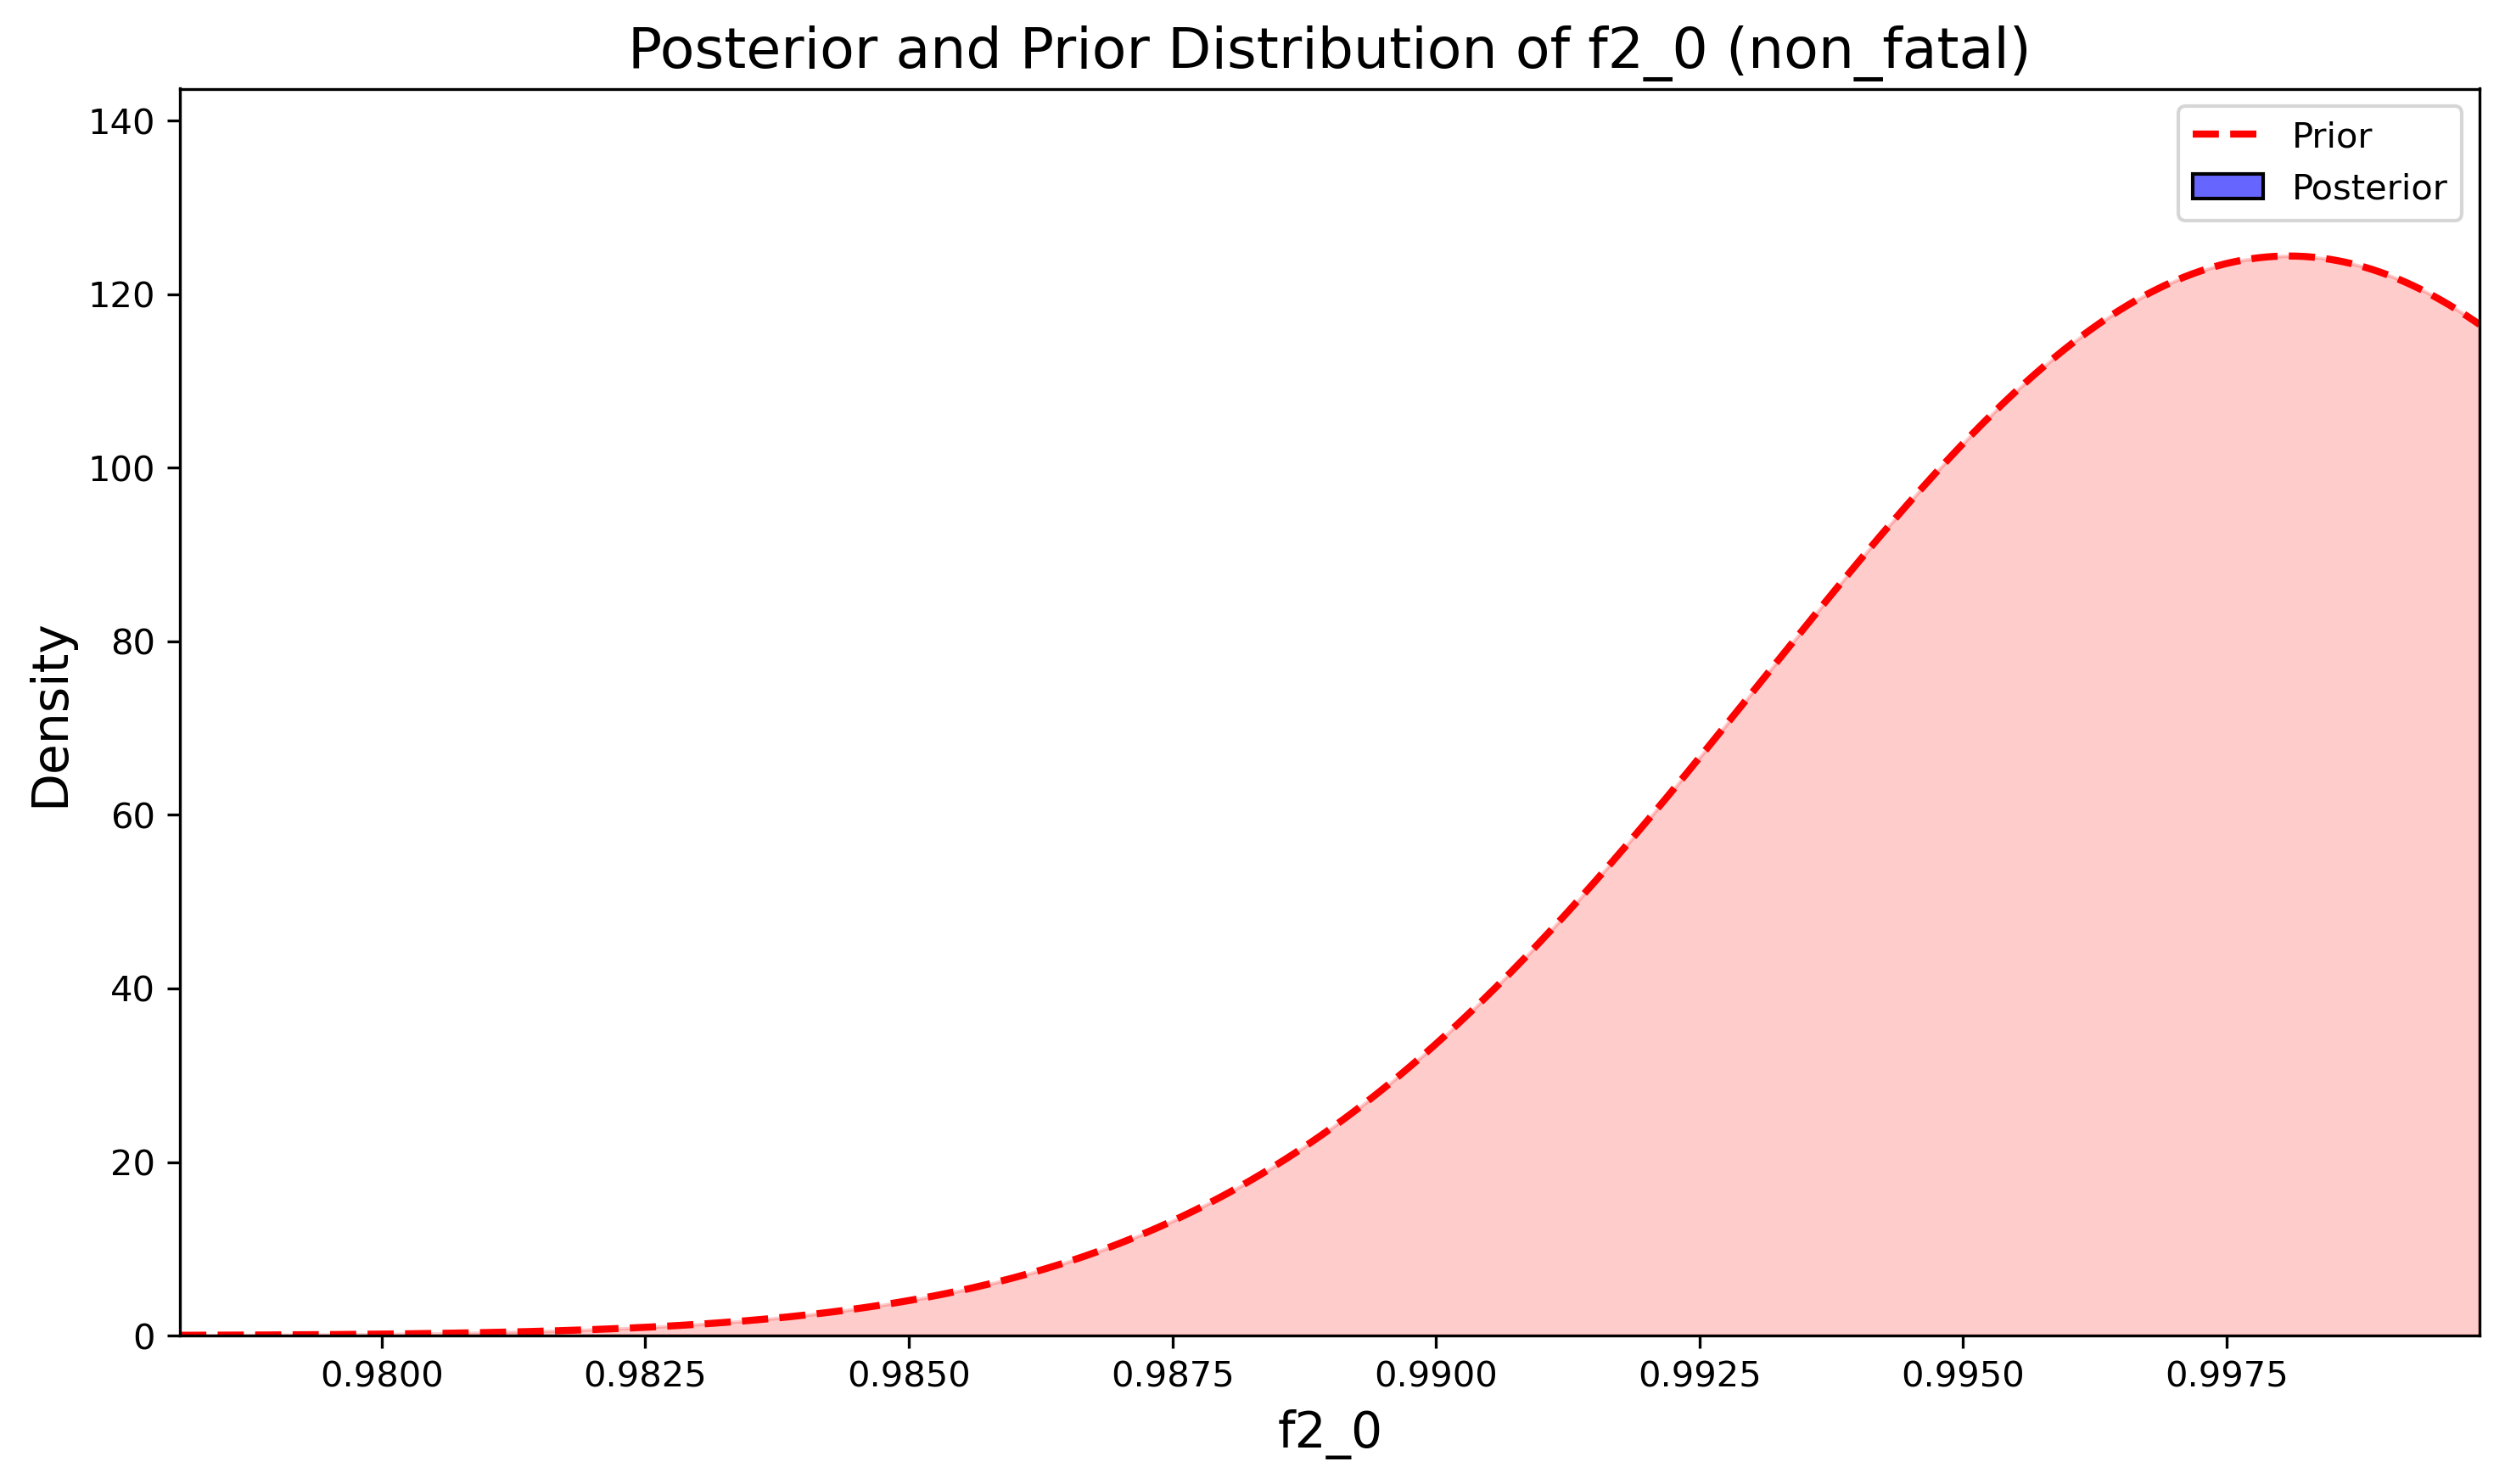 Posterior and Prior Distribution of f2_0 (non_fatal)
140
120
100
80
60
40
20
0
Density
Prior
Posterior
0.9800 0.9825 0.9850 0.9875 0.9900 0.9925 0.9950 0.9975
f2_0